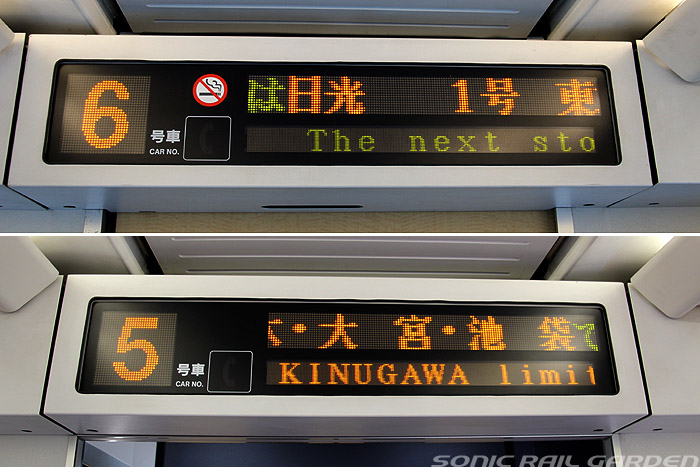 6
号車
CAR NO.
は日光 1号 東
The next sto
5
号車
CAR NO.
・大宮・池袋で
KINUGAWA limit
SONIC RAIL GARDEN